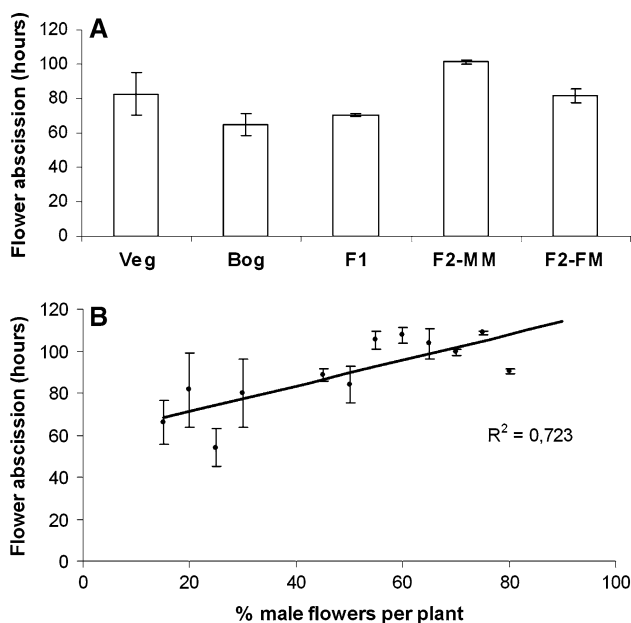 A
Flower abscission (hours)
120
100
80
60
40
20
0
Veg Bog F1 F2-MM F2-FM
B
Flower abscission (hours)
120
100
80
60
40
20
0
R² = 0,723
0 20 40 60 80 100
% male flowers per plant